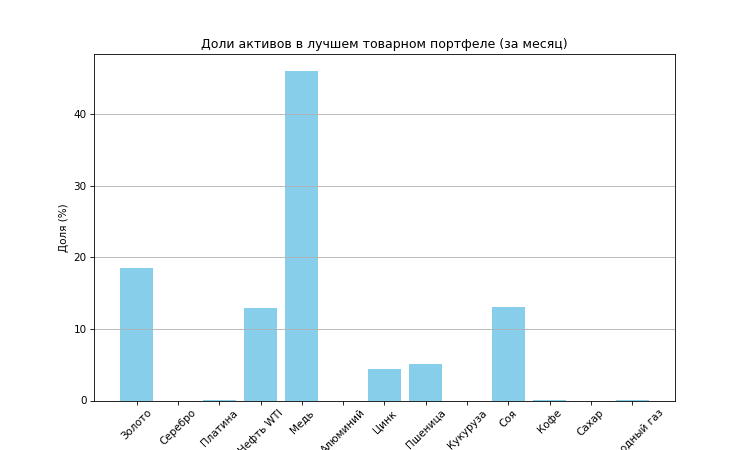 Доли активов в лучшем товарном портфеле (за месяц)
Доля (%)
40
30
20
10
0
Золото
Серебро
Платина
Нефть WTI
Медь
Алюминий
Цинк
Пшеница
Кукуруза
Соя
Кофе
Сахар
газ